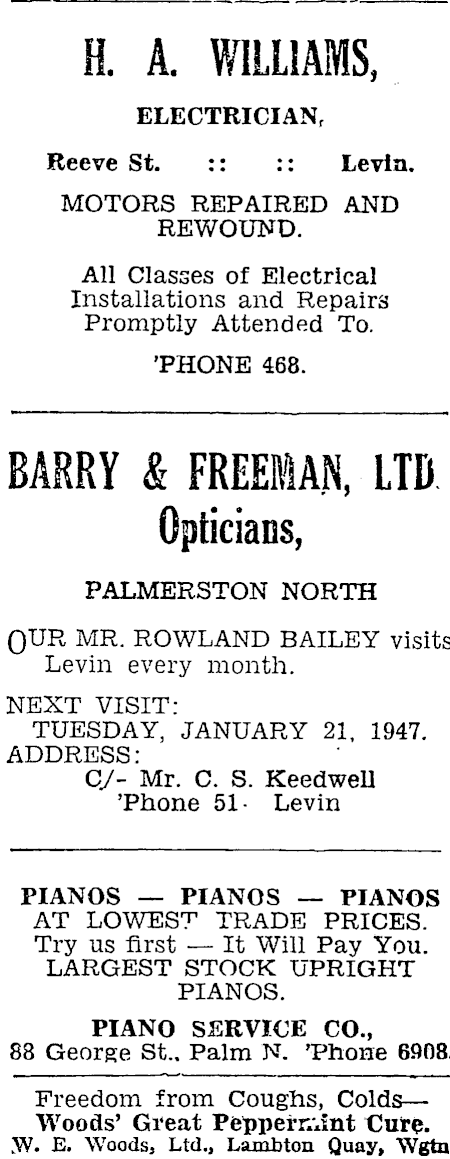 H. A. WILLIAMS,
ELECTRICIAN,
Reeve St. :: :: Levin.
MOTORS REPAIRED AND
REWOUND.
All Classes of Electrical
Installations and Repairs
Promptly Attended To.
'PHONE 468.
BARRY & FREEMAN, LTD.
Opticians,
PALMERSTON NORTH
OUR MR. ROWLAND BAILEY visits
Levin every month.
NEXT VISIT:
TUESDAY, JANUARY 21, 1947.
ADDRESS:
C/- Mr. C. S. Keedwell
'Phone 51- Levin
PIANOS — PIANOS — PIANOS
AT LOWEST TRADE PRICES.
Try us first — It Will Pay You.
LARGEST STOCK UPRIGHT
PIANOS.
PIANO SERVICE CO.,
88 George St., Palm N. 'Phone 6908.
Freedom from Coughs, Colds—
Woods' Great Peppermint Cure.
W. E. Woods, Ltd., Lambton Quay, Wgtn